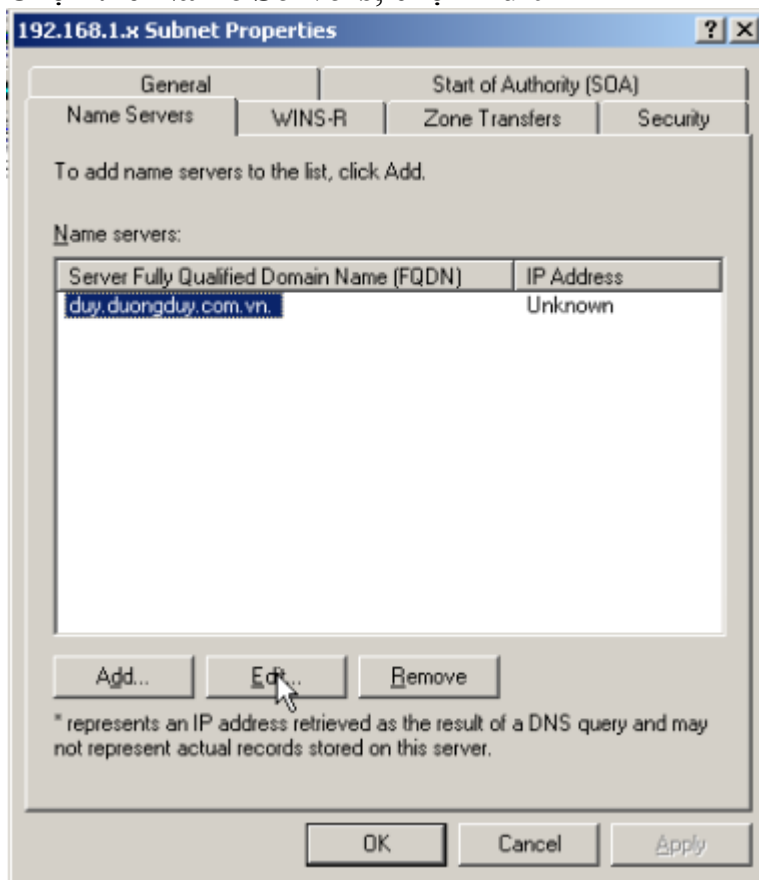 192.168.1.x Subnet Properties
General Start of Authority (SOA)
Name Servers WINS-R Zone Transfers Security
To add name servers to the list, click Add.
Name servers:
Server Fully Qualified Domain Name (FQDN) IP Address
duy.duongduy.com.vn. Unknown
Add... Edit... Remove
* represents an IP address retrieved as the result of a DNS query and may
not represent actual records stored on this server.
OK Cancel Apply